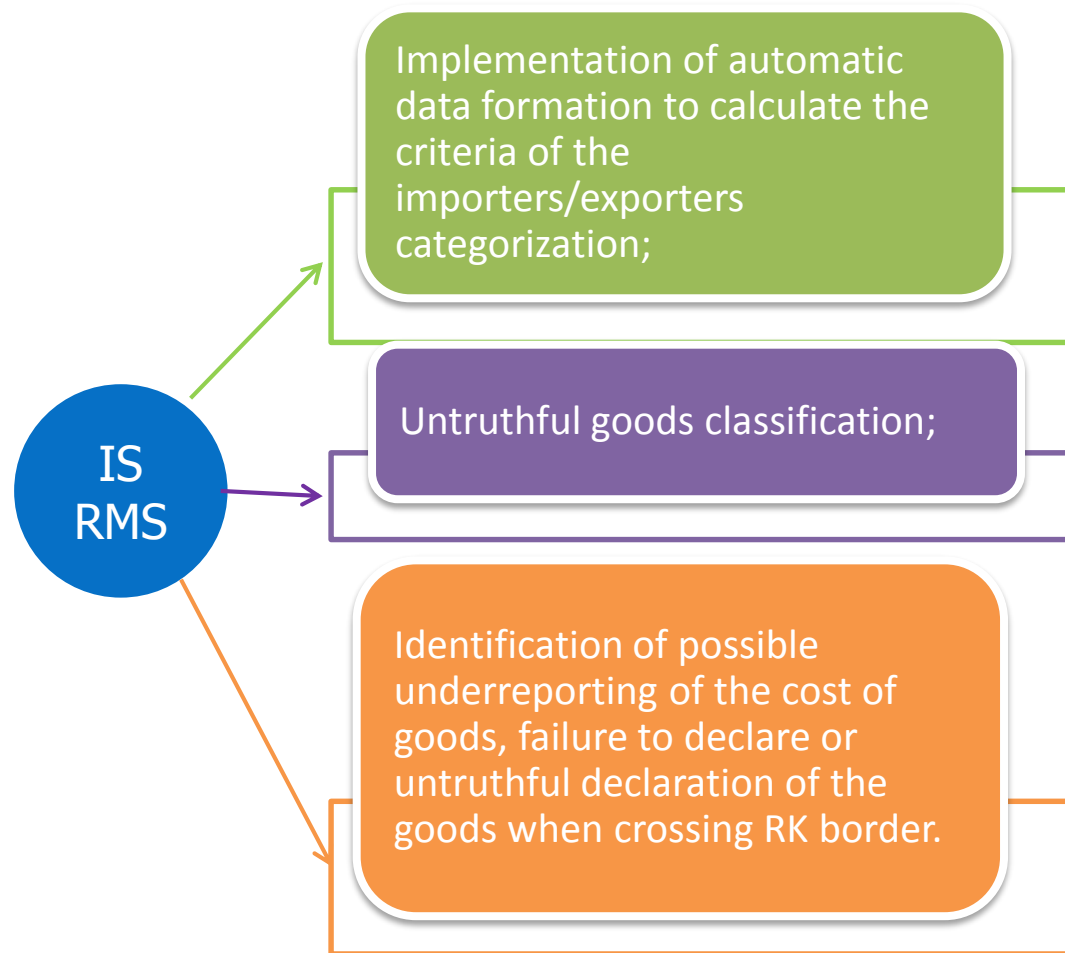 Implementation of automatic
data formation to calculate the
criteria of the
importers/exporters
categorization;
Untruthful goods classification;
IS
RMS
Identification of possible
underreporting of the cost of
goods, failure to declare or
untruthful declaration of the
goods when crossing RK border.